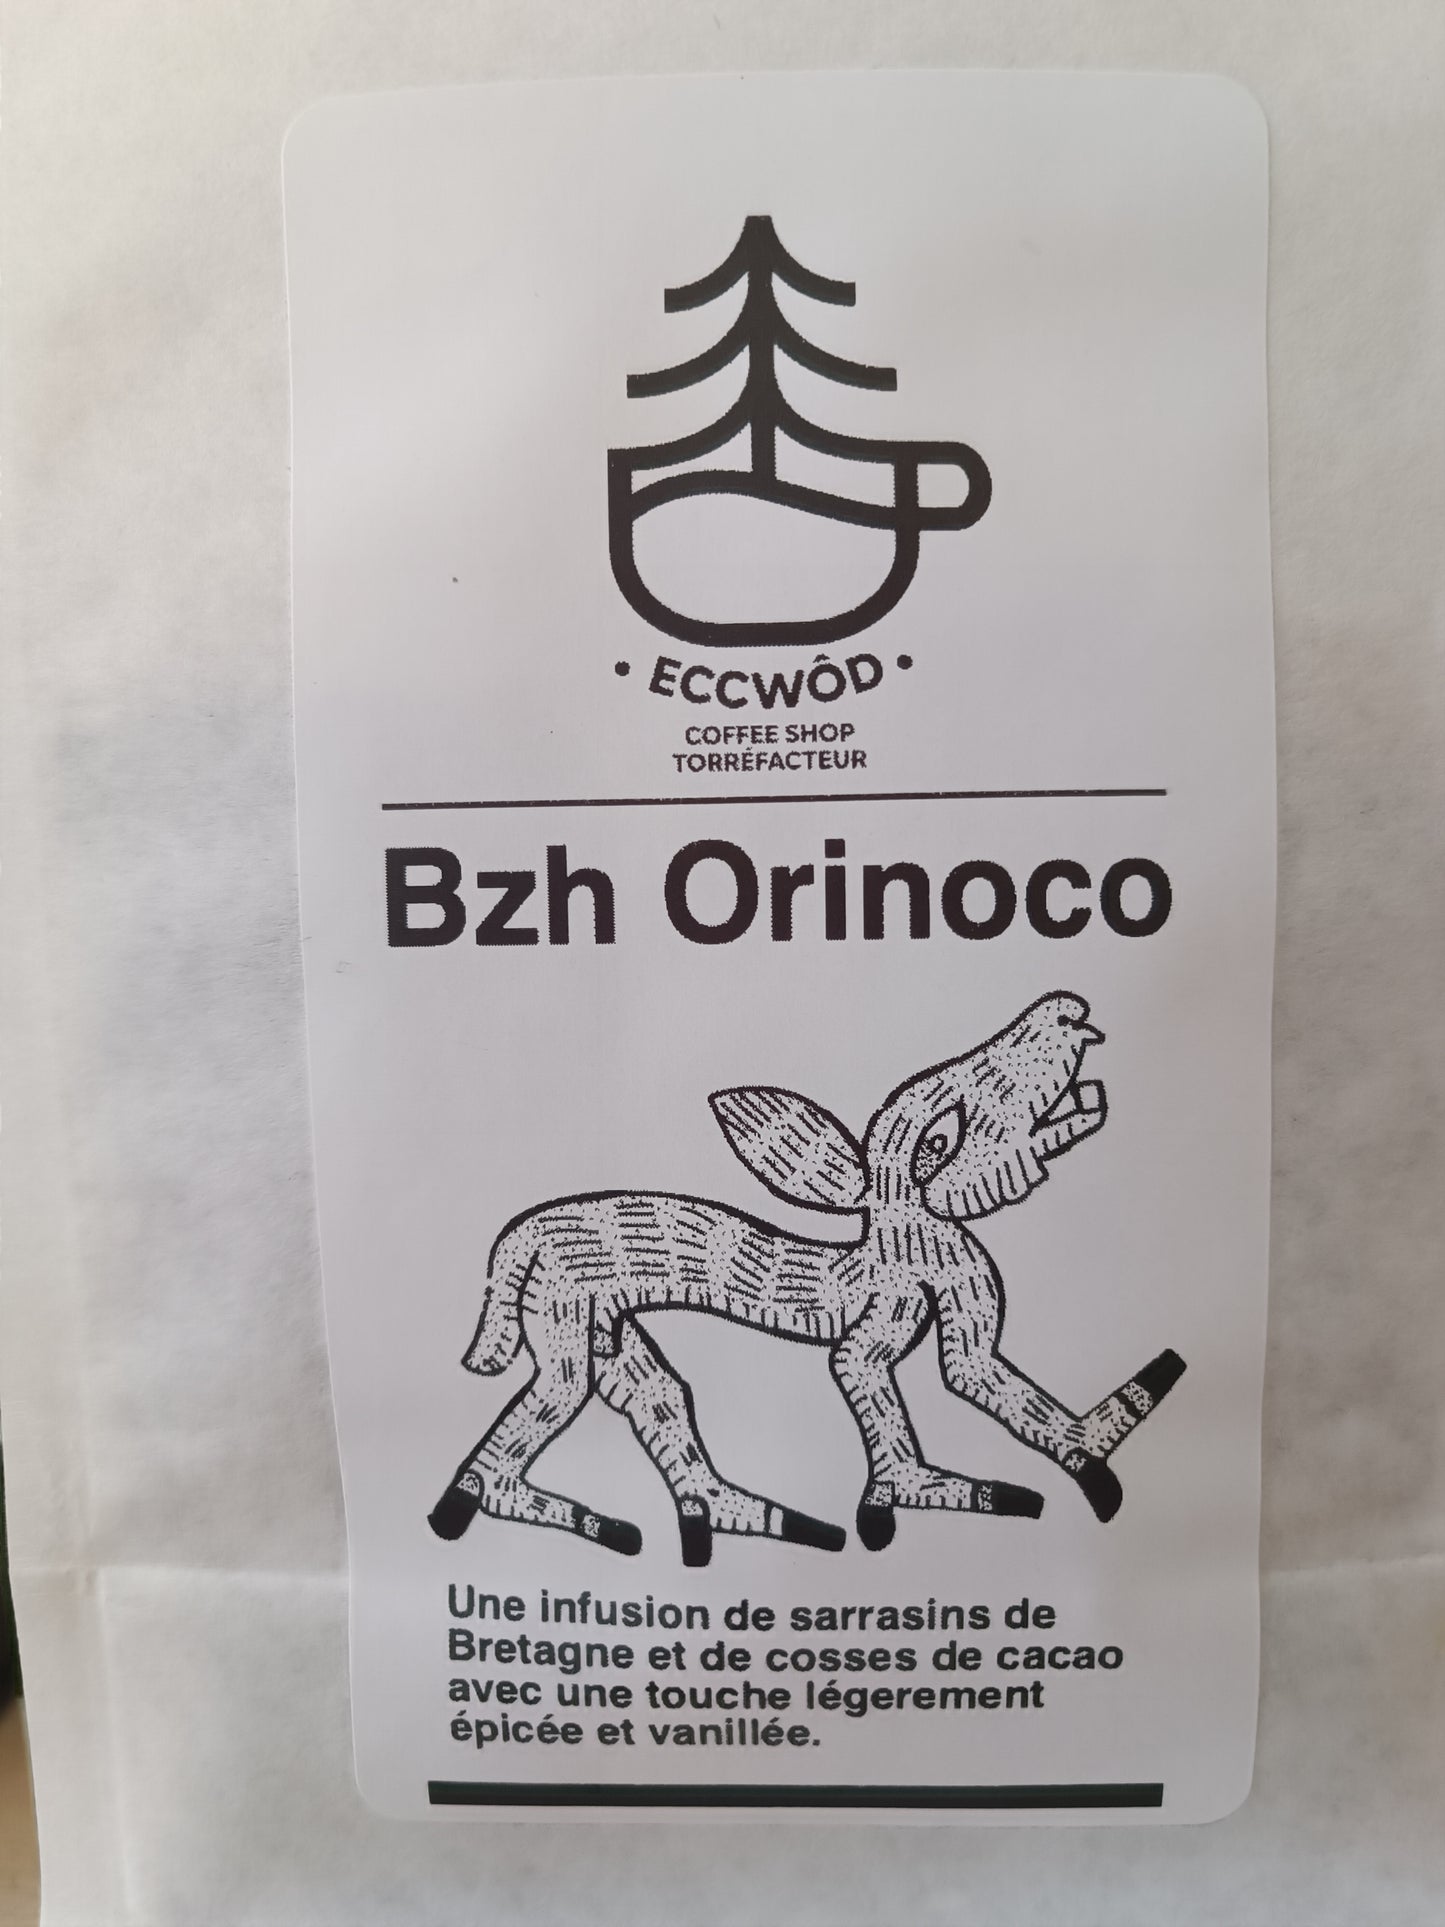 • ECCWÔD •
COFFEE SHOP
TORRÉFACTEUR
Bzh Orinoco
Une infusion de sarrasins de
Bretagne et de cosses de cacao
avec une touche légerement
épicée et vanillée.